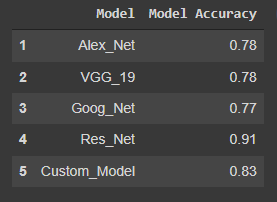 Model Model Accuracy
1 Alex_Net 0.78
2 VGG_19 0.78
3 Goog_Net 0.77
4 Res_Net 0.91
5 Custom_Model 0.83